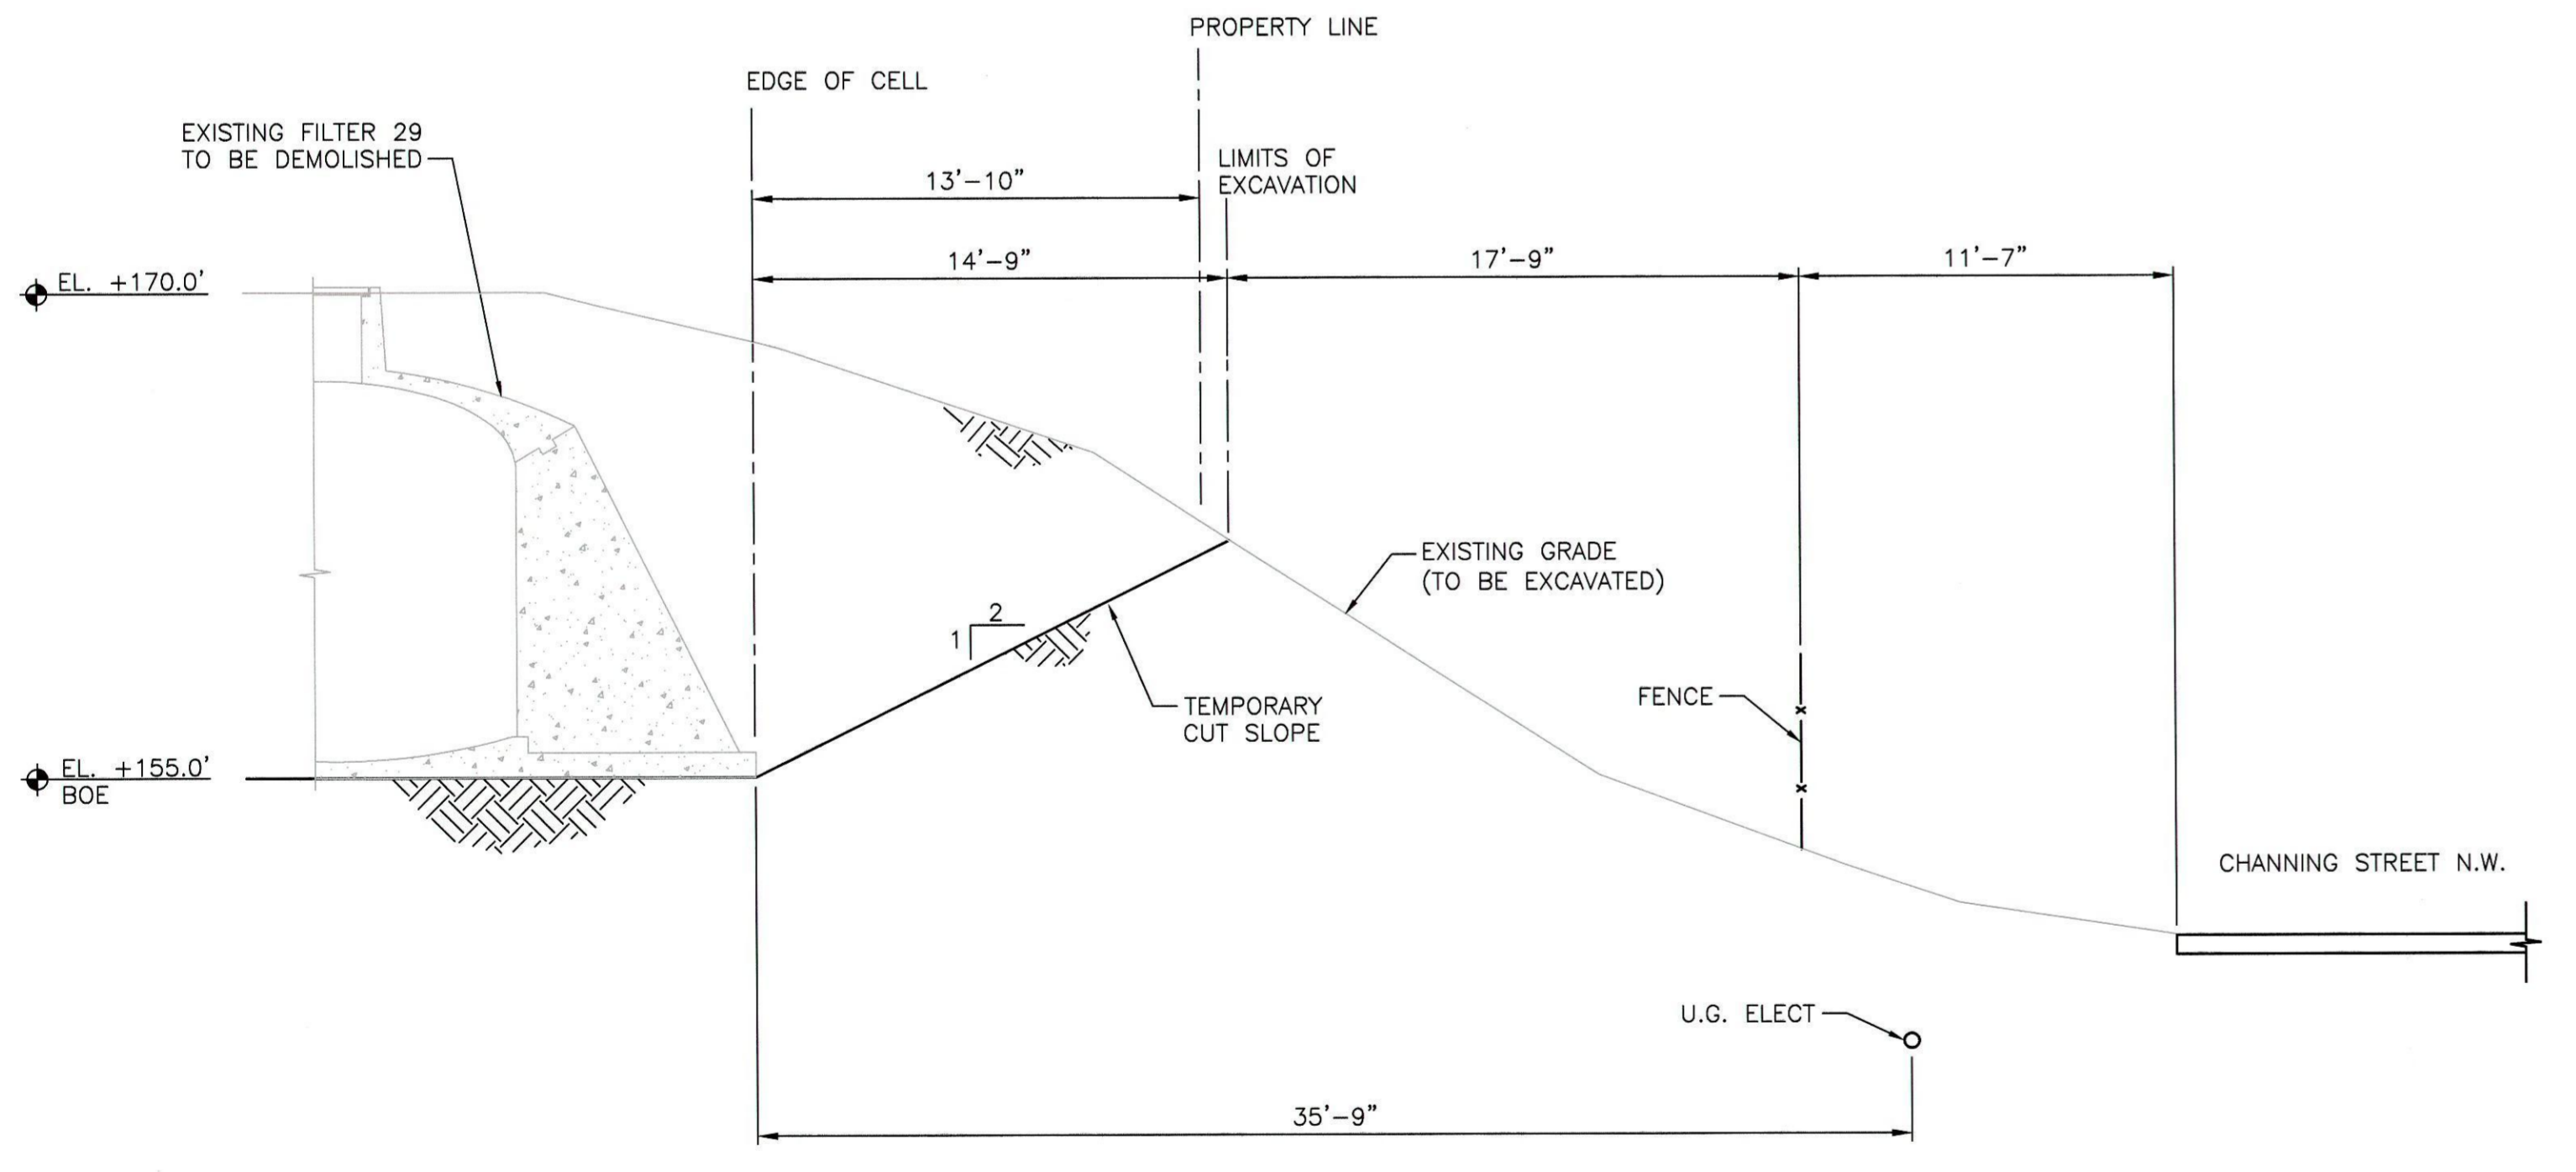 PROPERTY LINE
EDGE OF CELL
EXISTING FILTER 29
TO BE DEMOLISHED
LIMITS OF
EXCAVATION
13'-10"
14'-9"
17'-9"
11'-7"
EL. +170.0'
EXISTING GRADE
(TO BE EXCAVATED)
2
1
TEMPORARY
CUT SLOPE
FENCE
EL. +155.0'
BOE
CHANNING STREET N.W.
U.G. ELECT
35'-9"